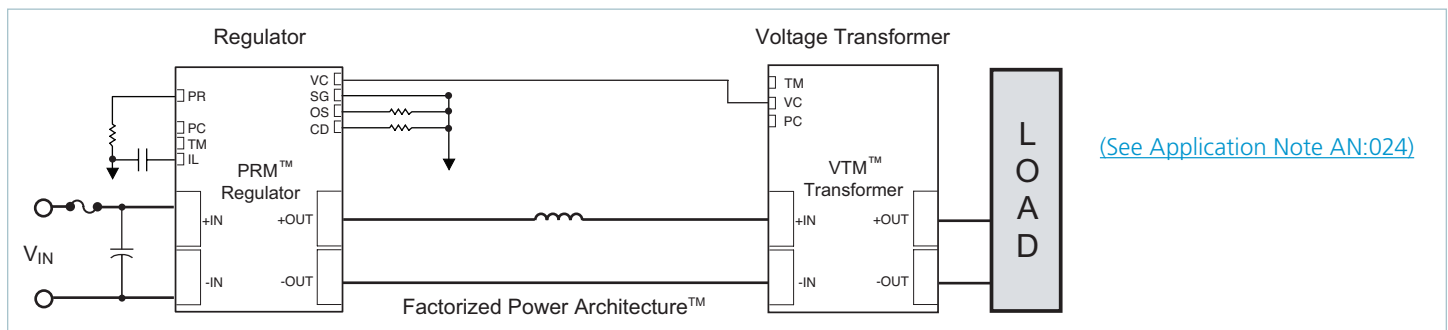 Regulator
Voltage Transformer
VC
SG
OS
CD
PR
PC
TM
IL
PRM™
Regulator
+IN
+OUT
-IN
-OUT
VIN
Factorized Power Architecture™
TM
VC
PC
VTM™
Transformer
+IN
+OUT
-IN
-OUT
L
O
A
D
(See Application Note AN:024)